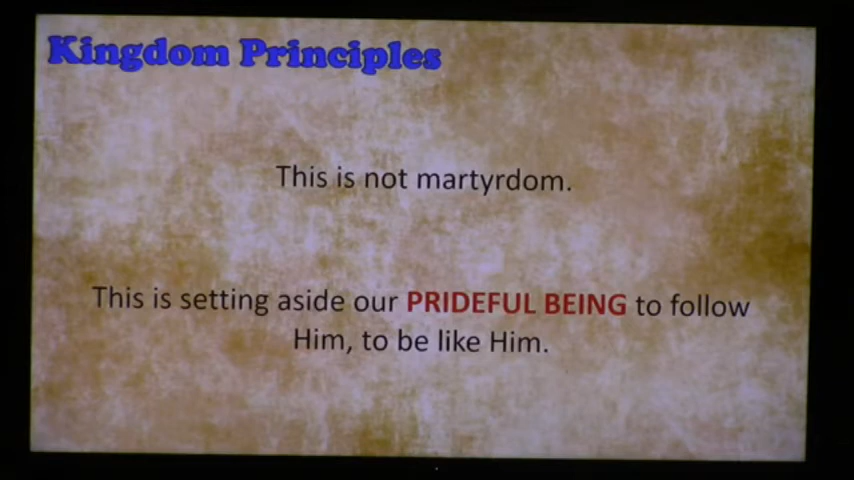 Kingdom Principles
This is not martyrdom.
This is setting aside our PRIDEFUL BEING to follow
Him, to be like Him.